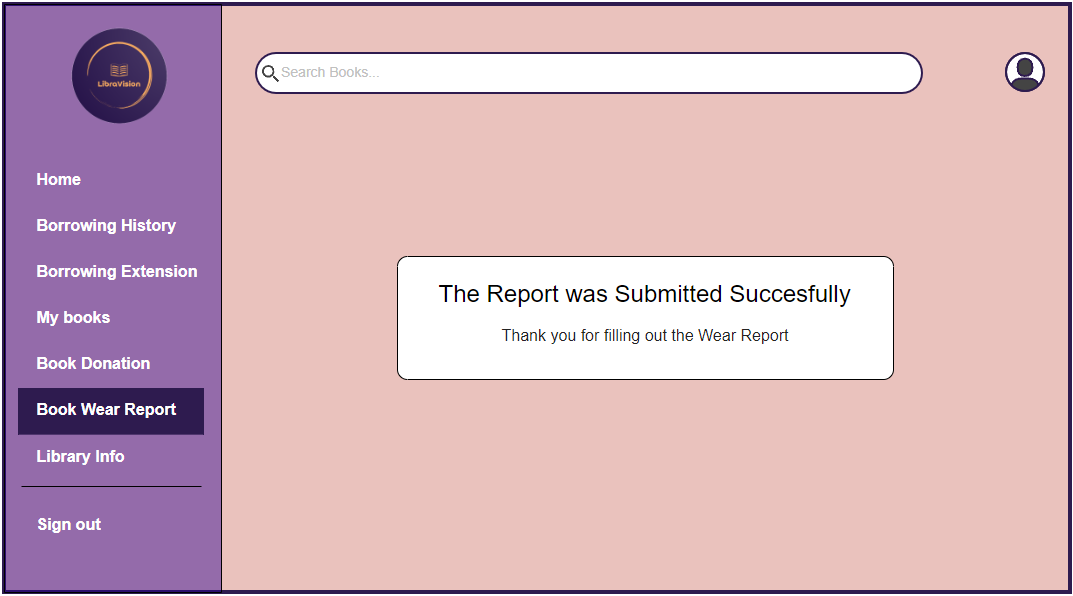 LibraVision
Search Books...
Home
Borrowing History
Borrowing Extension
My books
Book Donation
Book Wear Report
Library Info
Sign out
The Report was Submitted Succesfully
Thank you for filling out the Wear Report